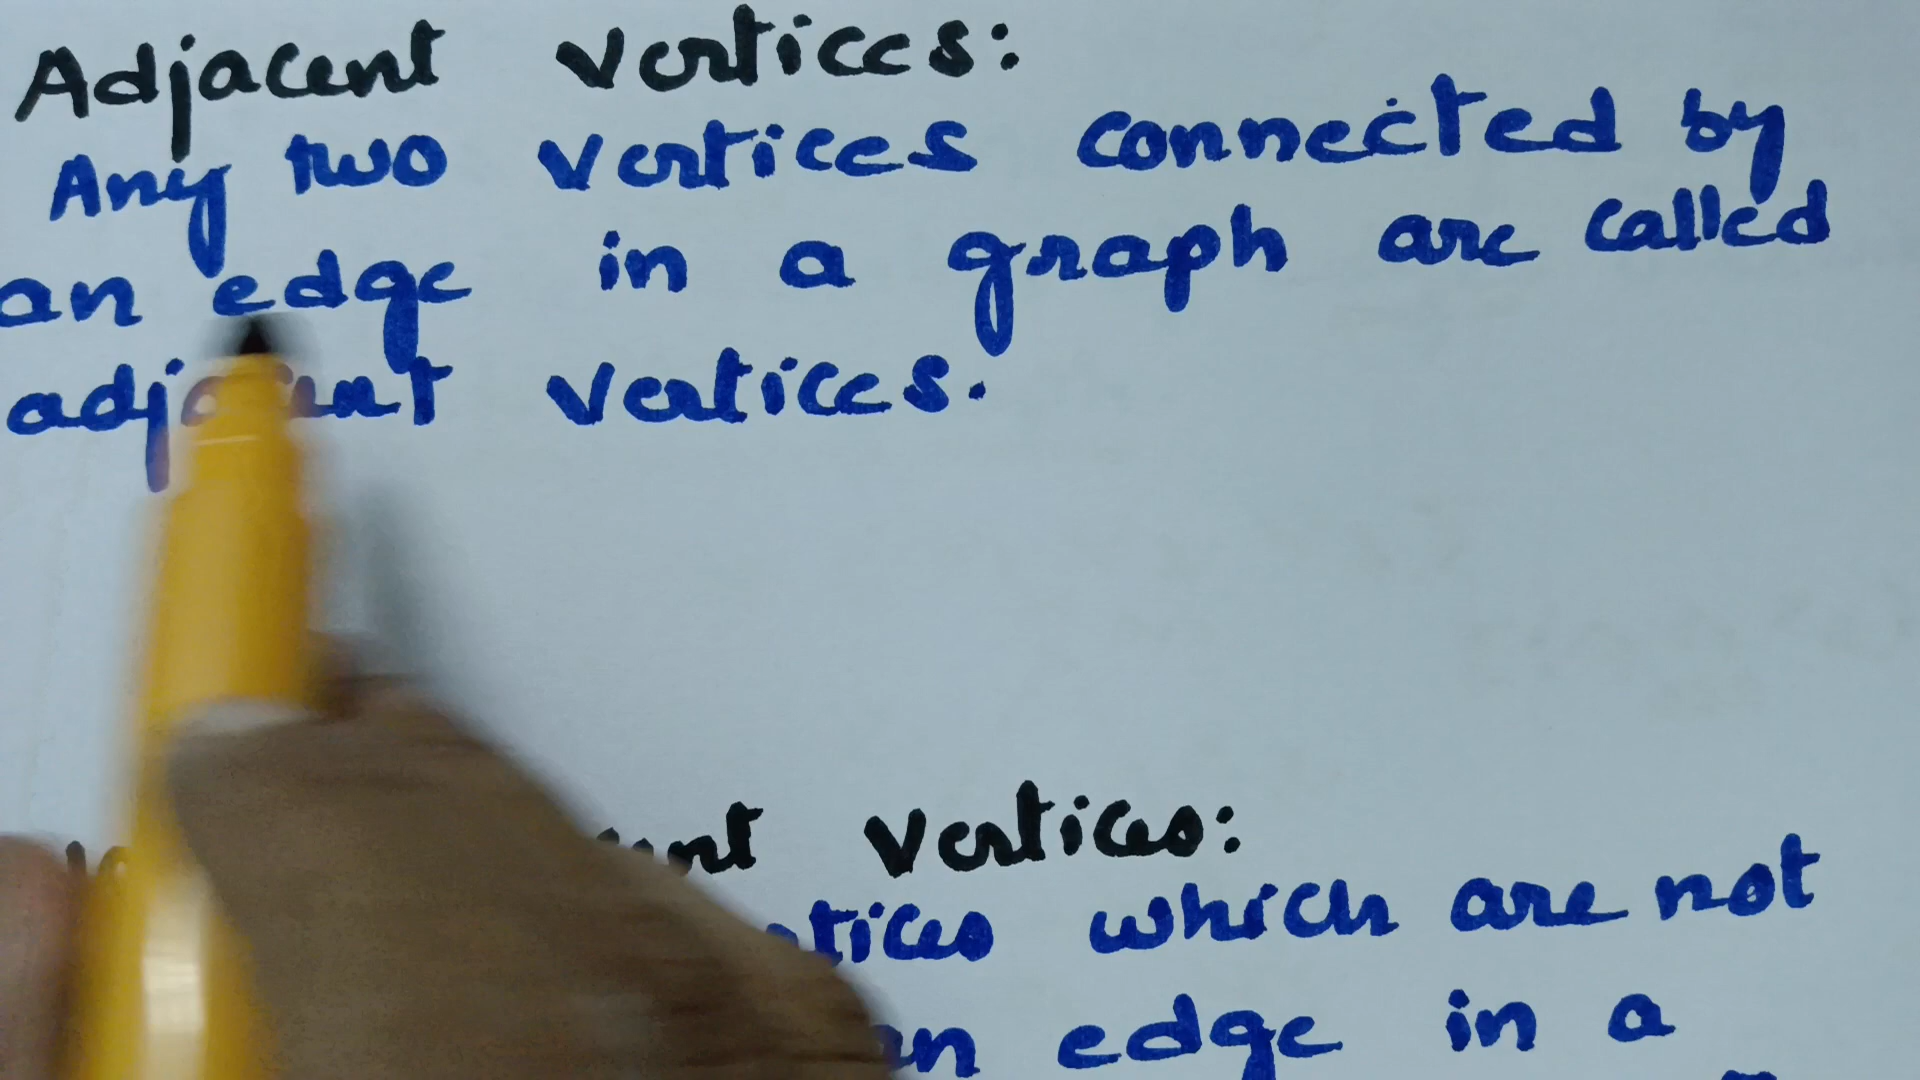 Adjacent vertices:
Any two vertices connected by
an edge in a graph are called
adjacent vertices.
vertices:
which are not
edge in a